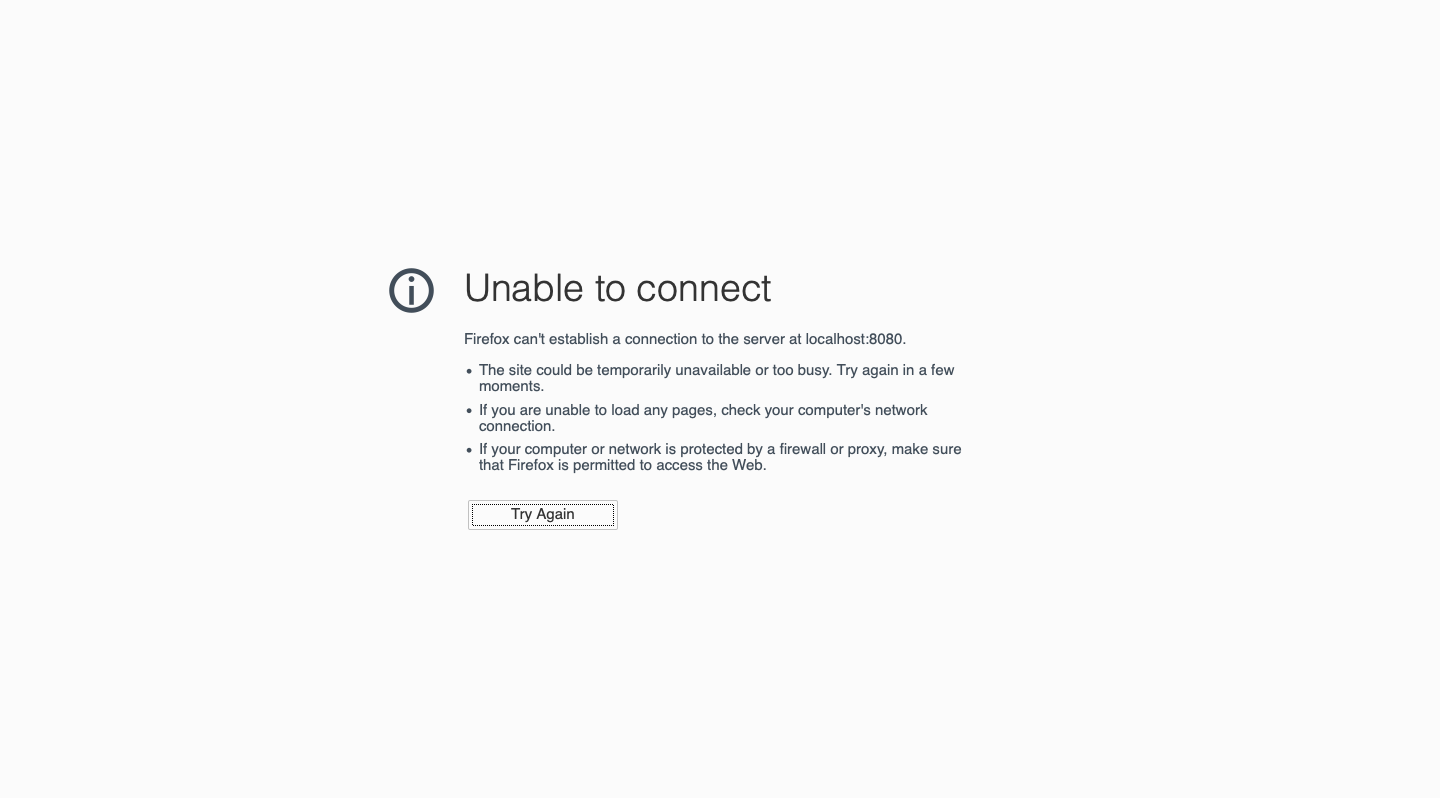 Unable to connect
Firefox can't establish a connection to the server at localhost:8080.
• The site could be temporarily unavailable or too busy. Try again in a few
moments.
• If you are unable to load any pages, check your computer's network
connection.
• If your computer or network is protected by a firewall or proxy, make sure
that Firefox is permitted to access the Web.
Try Again